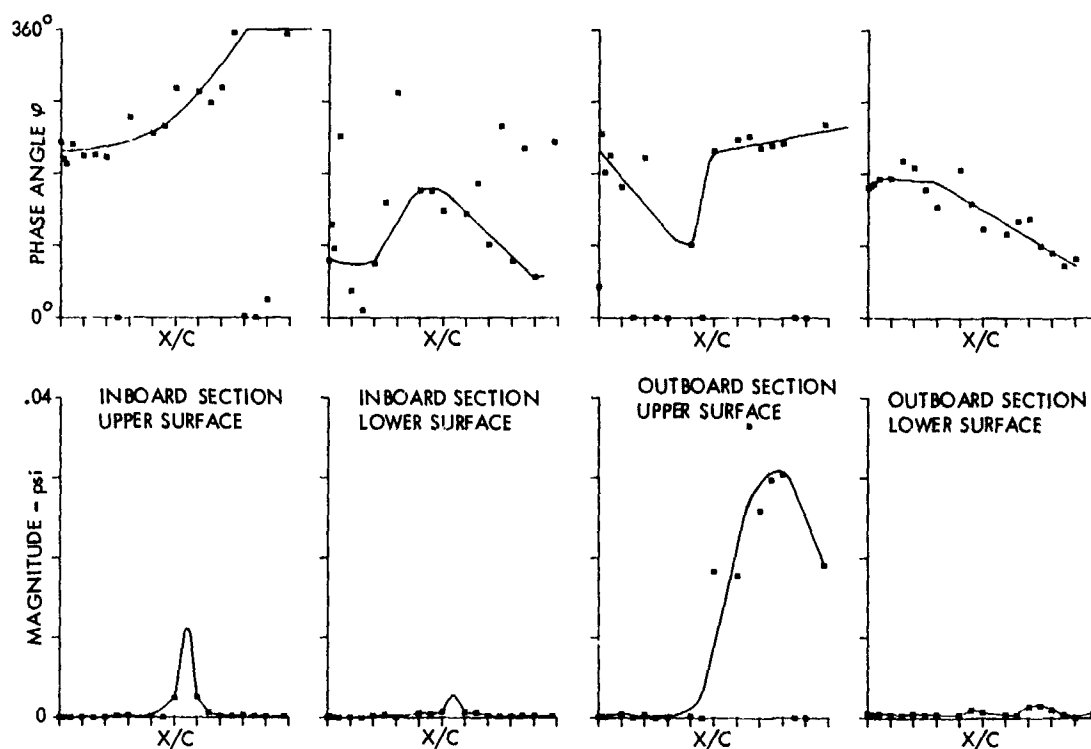 360°
PHASE ANGLE φ
0°
X/C
X/C
X/C
X/C
.04
MAGNITUDE – psi
0
INBOARD SECTION
UPPER SURFACE
INBOARD SECTION
LOWER SURFACE
OUTBOARD SECTION
UPPER SURFACE
OUTBOARD SECTION
LOWER SURFACE
X/C
X/C
X/C
X/C